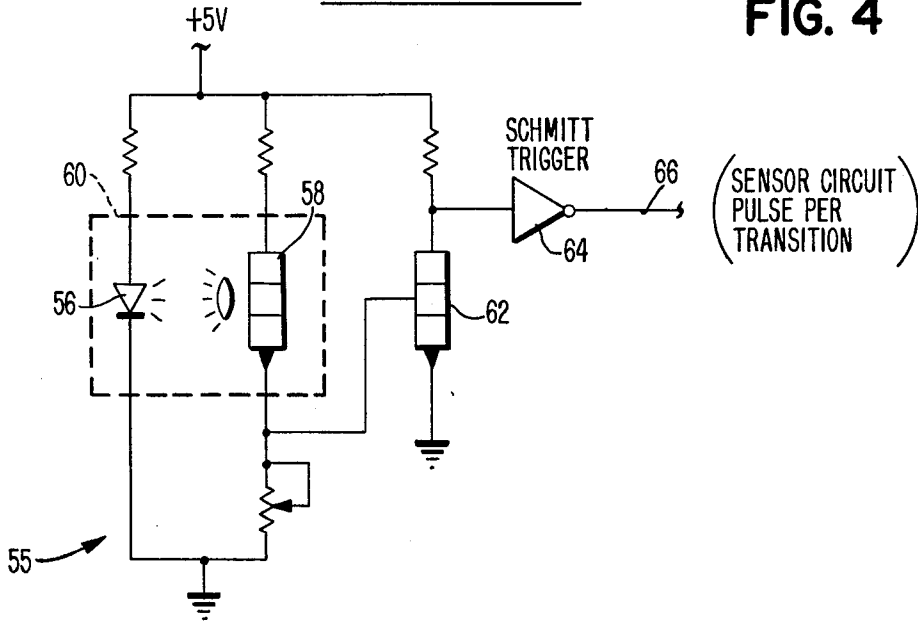 +5V
FIG. 4
SCHMITT
TRIGGER
60
58
66
(SENSOR CIRCUIT
PULSE PER
TRANSITION)
64
56
62
55